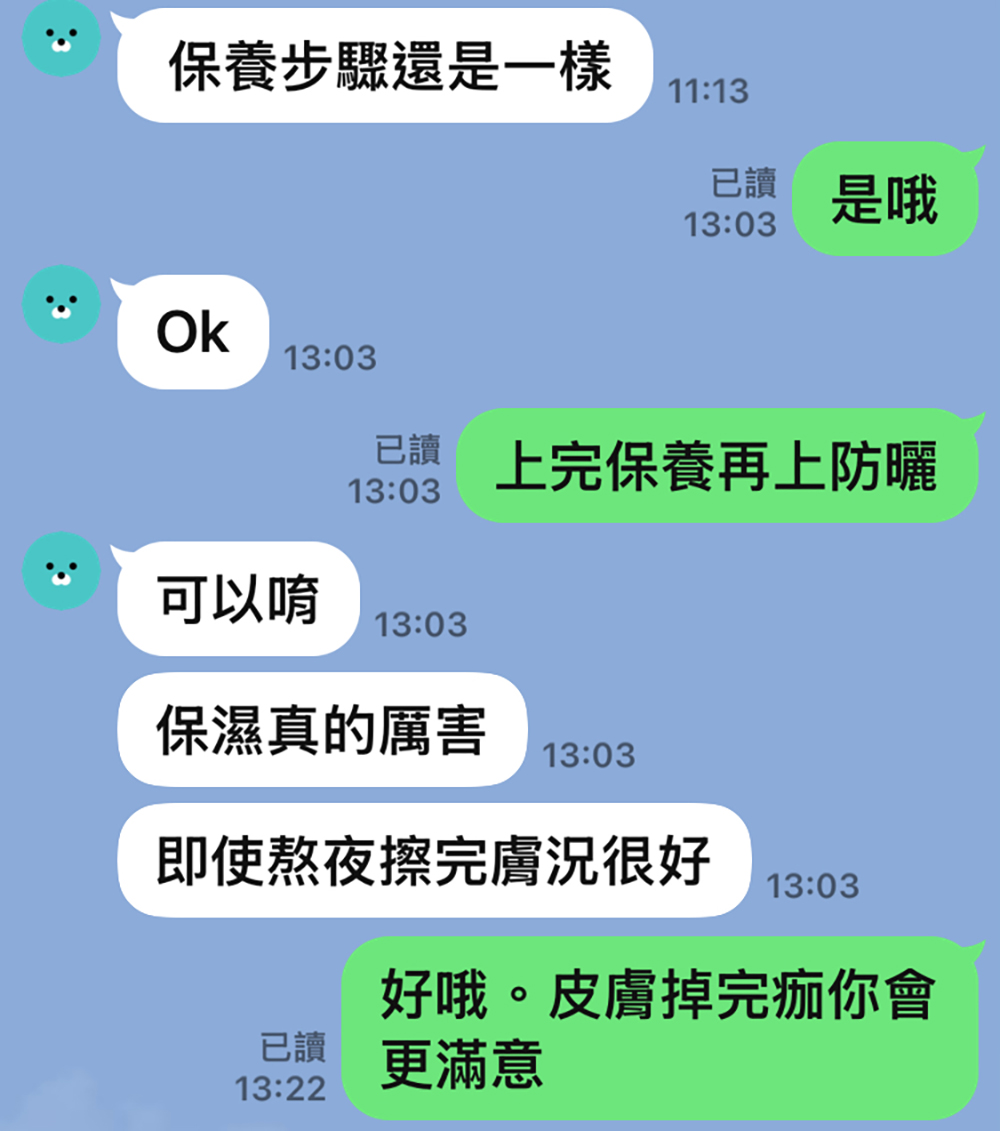 保養步驟還是一樣
11:13
已讀
13:03
是哦
Ok
13:03
已讀
13:03
上完保養再上防曬
可以唷
13:03
保濕真的厲害
13:03
即使熬夜擦完膚況很好
13:03
好哦。皮膚掉完痂你會
更滿意
已讀
13:22